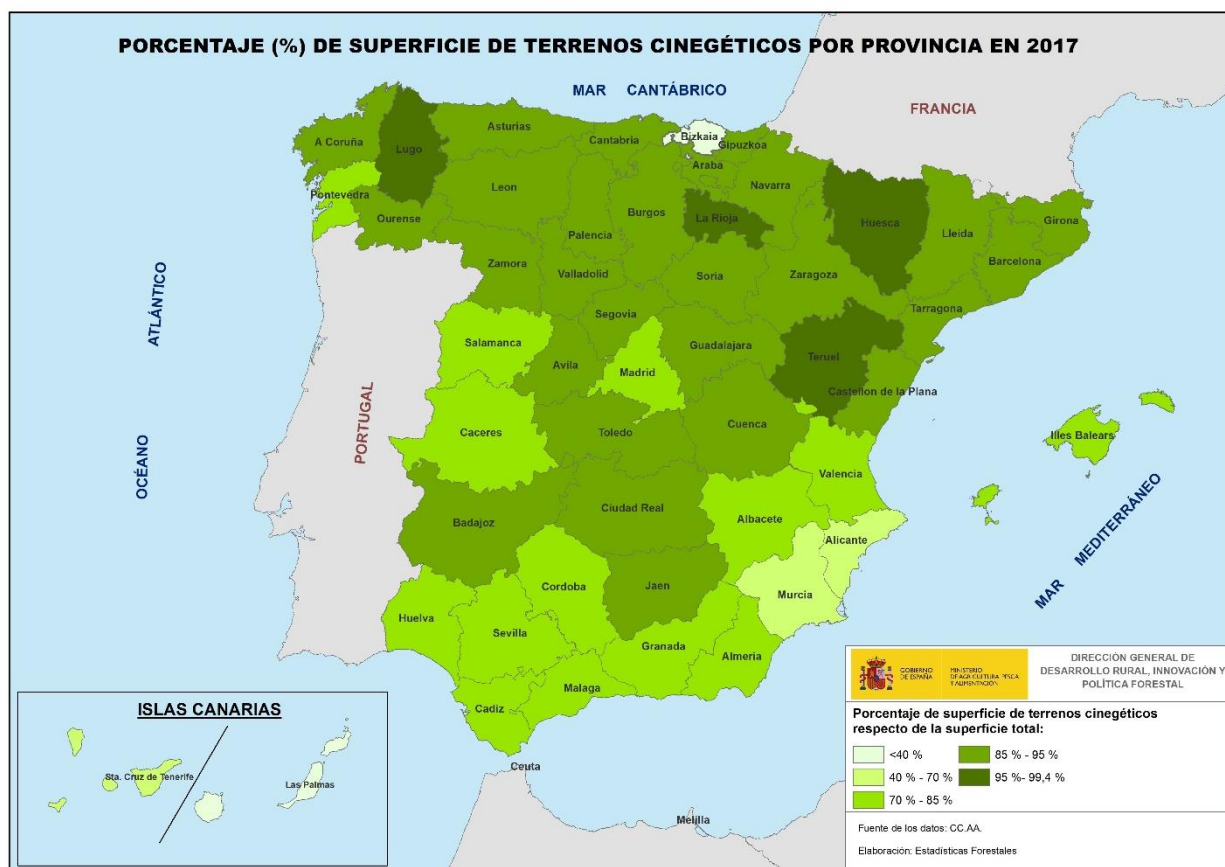 PORCENTAJE (%) DE SUPERFICIE DE TERRENOS CINEGÉTICOS POR PROVINCIA EN 2017
MAR CANTÁBRICO
FRANCIA
OCÉANO ATLÁNTICO
PORTUGAL
MAR MEDITERRÁNEO
A Coruña
Lugo
Asturias
Cantabria
Bizkaia
Gipuzkoa
Araba
Navarra
Pontevedra
Ourense
Leon
Palencia
Burgos
La Rioja
Huesca
Lleida
Girona
Barcelona
Zamora
Valladolid
Soria
Zaragoza
Tarragona
Segovia
Salamanca
Avila
Madrid
Guadalajara
Teruel
Castellon de la Plana
Caceres
Toledo
Cuenca
Valencia
Illes Balears
Badajoz
Ciudad Real
Albacete
Alicante
Cordoba
Jaen
Murcia
Huelva
Sevilla
Granada
Almeria
Malaga
Cadiz
Ceuta
Melilla
ISLAS CANARIAS
Sta. Cruz de Tenerife
Las Palmas
GOBIERNO
DE ESPAÑA
MINISTERIO
DE AGRICULTURA, PESCA
Y ALIMENTACIÓN
DIRECCIÓN GENERAL DE
DESARROLLO RURAL, INNOVACIÓN Y
POLÍTICA FORESTAL
Porcentaje de superficie de terrenos cinegéticos
respecto de la superficie total:
<40 %
40 % - 70 %
70 % - 85 %
85 % - 95 %
95 %- 99,4 %
Fuente de los datos: CC.AA.
Elaboración: Estadísticas Forestales